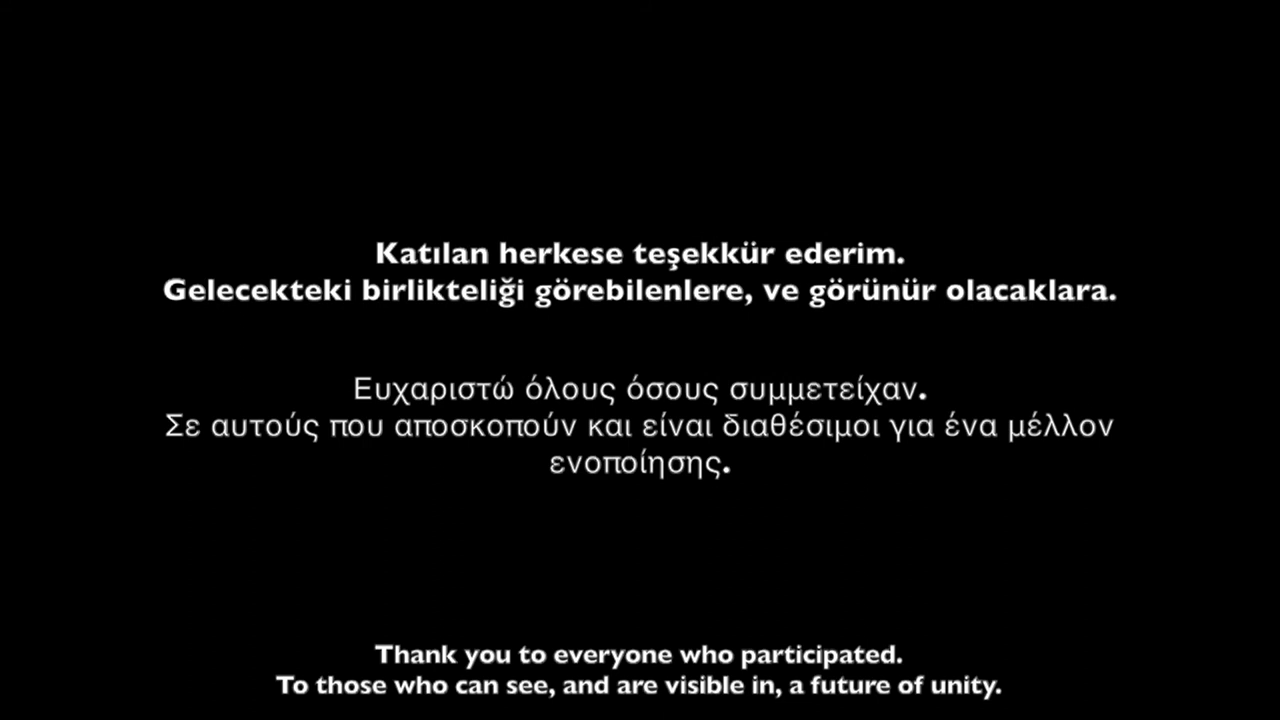 Katılan herkese teşekkür ederim.
Gelecekteki birlikteliği görebilenlere, ve görünür olacaklara.
Ευχαριστώ όλους όσους συμμετείχαν.
Σε αυτούς που αποσκοπούν και είναι διαθέσιμοι για ένα μέλλον
ενοποίησης.
Thank you to everyone who participated.
To those who can see, and are visible in, a future of unity.